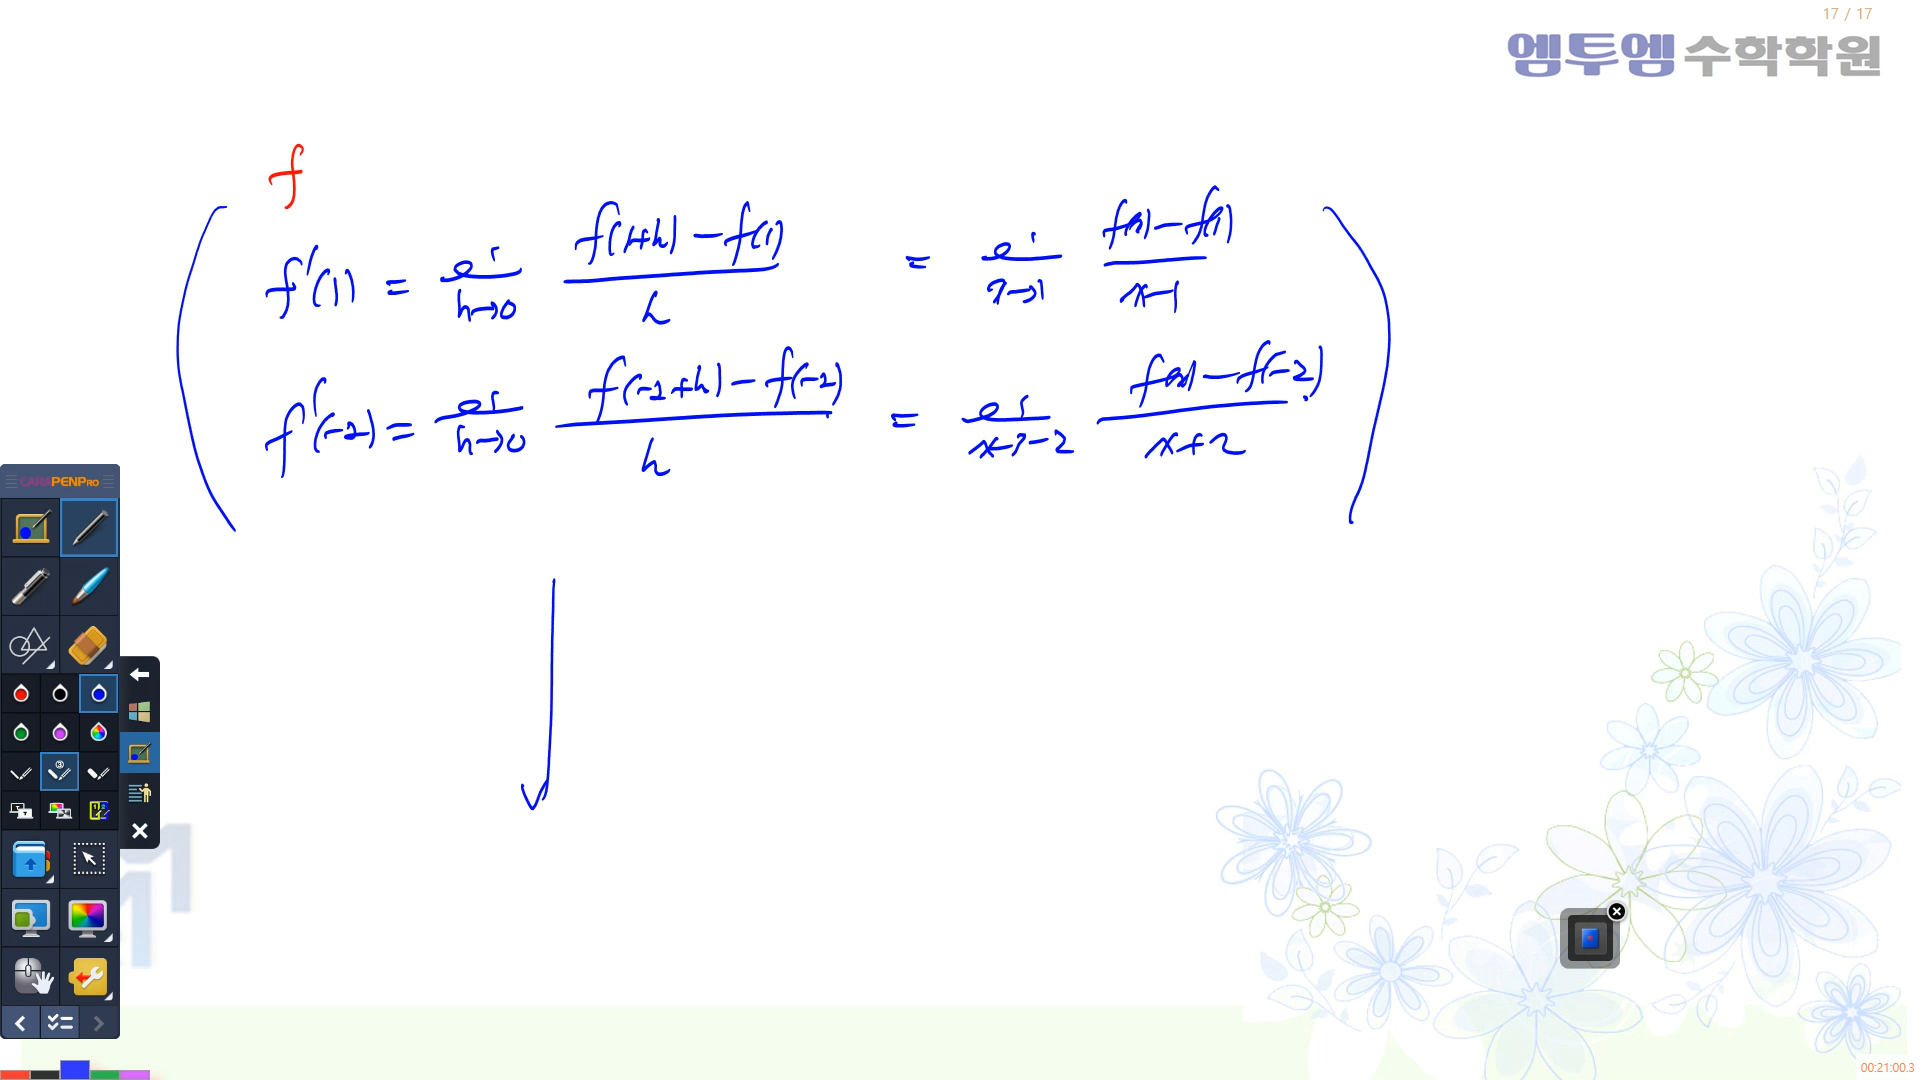 17 / 17
엠투엠 수학학원
f
f'(1) = lim h→0 f(1+h) - f(1) / h = lim x→1 f(x) - f(1) / x-1
f'(-2) = lim h→0 f(-2+h) - f(-2) / h = lim x→-2 f(x) - f(-2) / x+2
CAMPENPRO
00:21:00.3